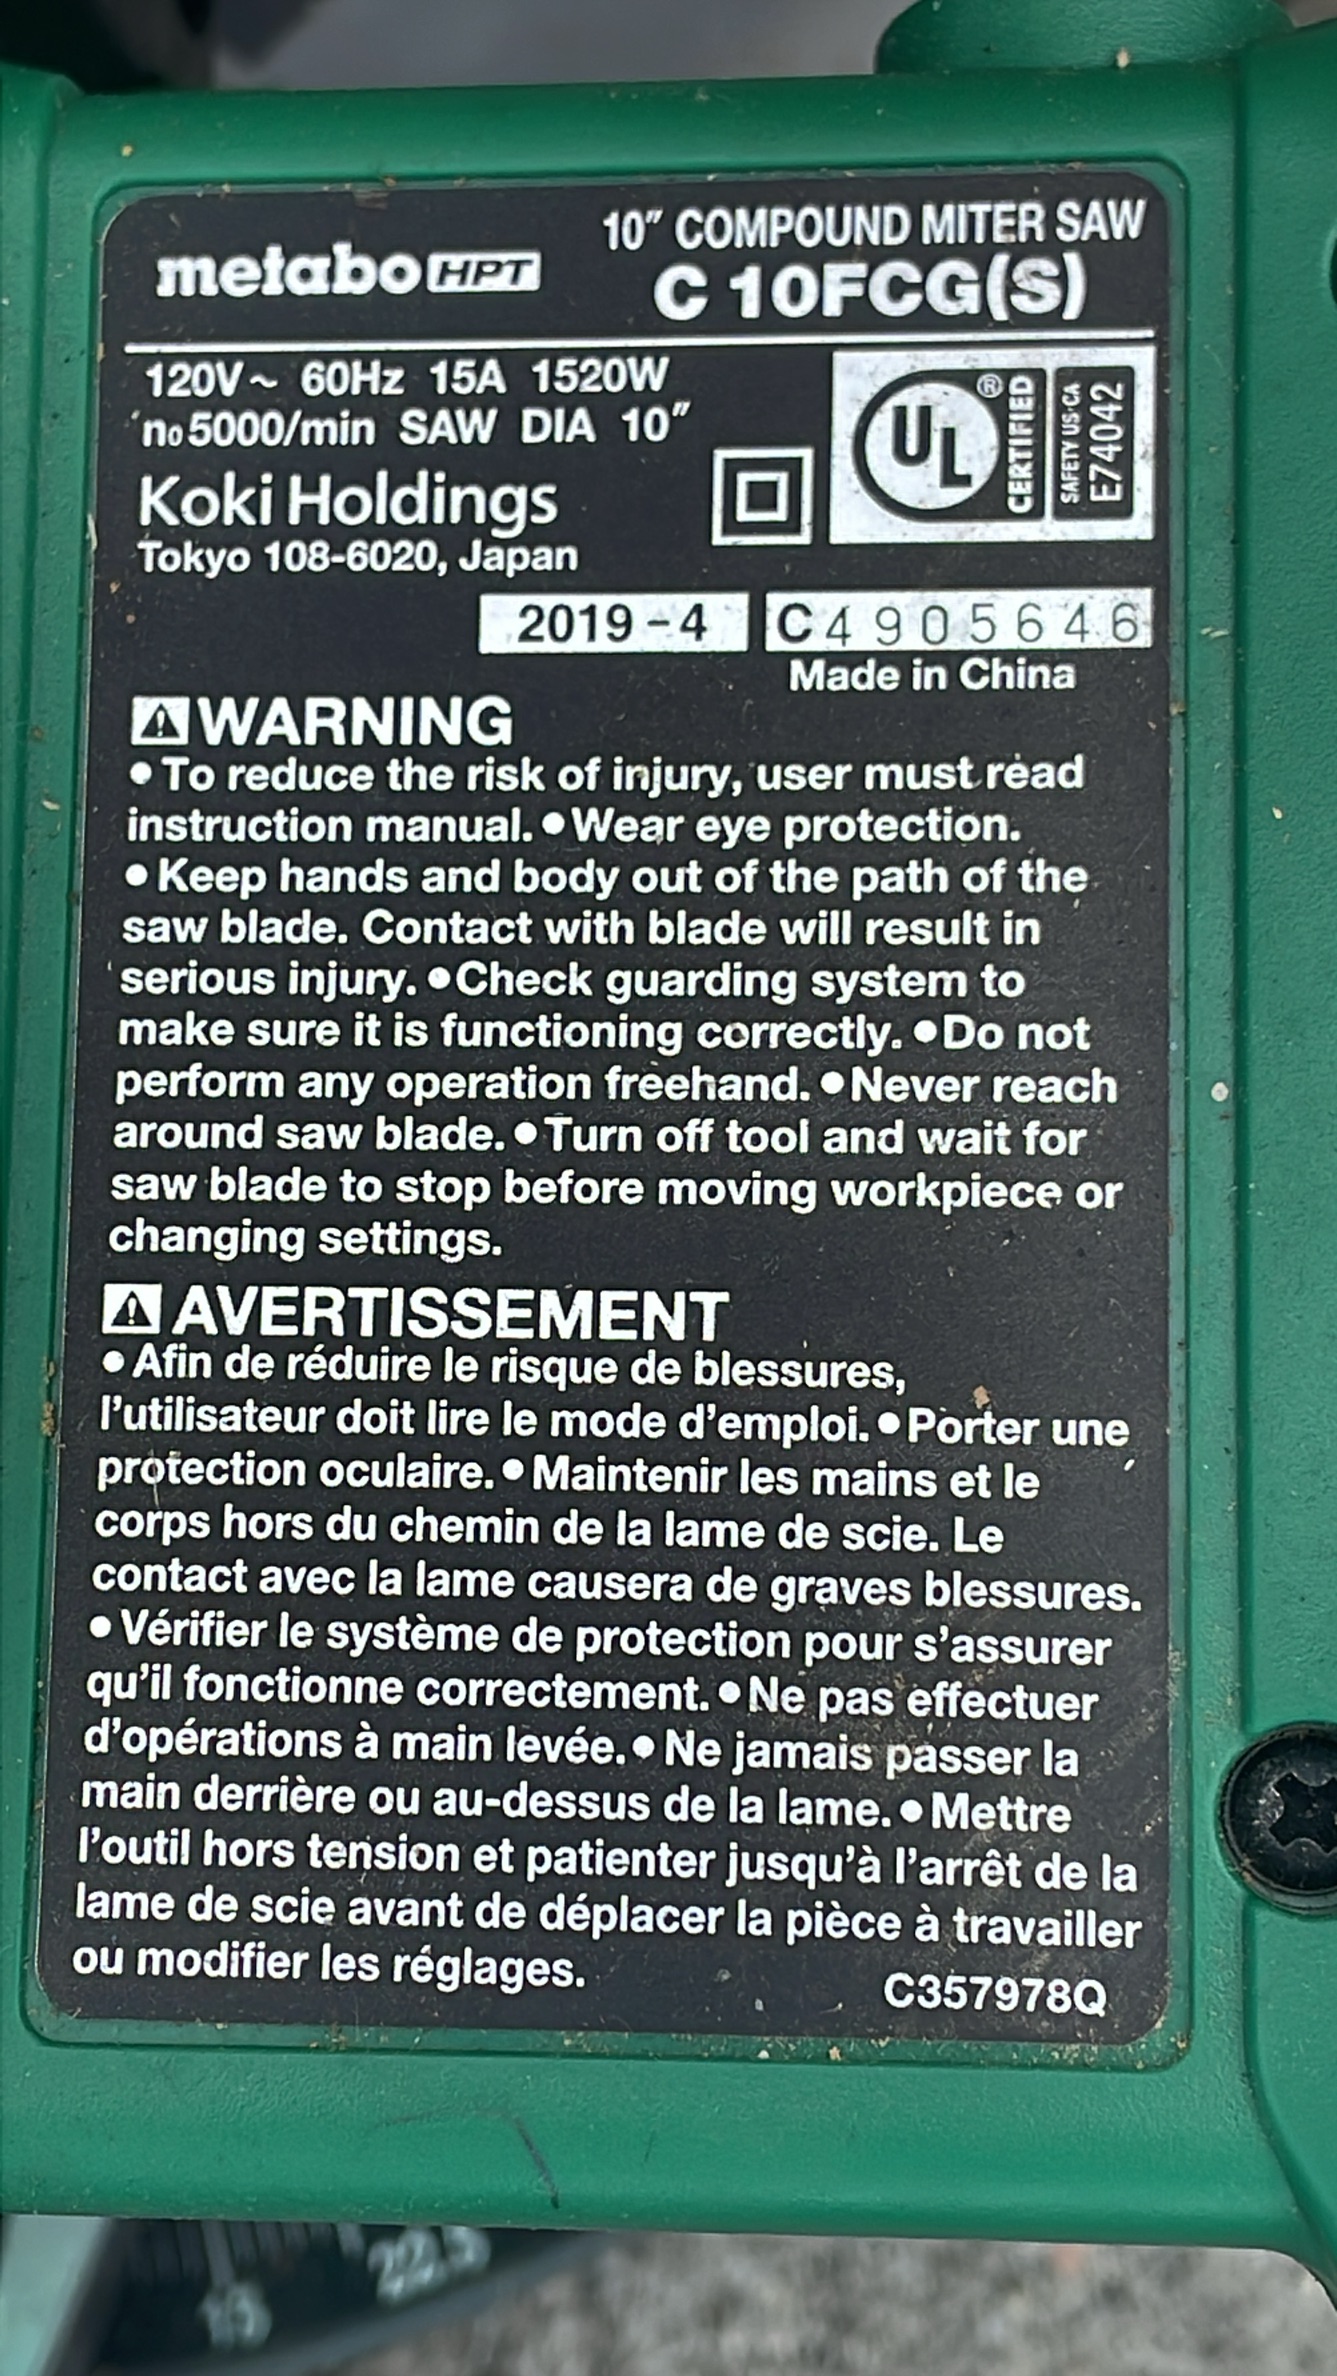 metabo HPT
10" COMPOUND MITER SAW
C 10FCG(S)
120V~ 60Hz 15A 1520W
no5000/min SAW DIA 10"
Koki Holdings
Tokyo 108-6020, Japan
UL ® CERTIFIED
SAFETY US·CA
E74042
2019-4 C4905646
Made in China
⚠WARNING
●To reduce the risk of injury, user must read
instruction manual. ●Wear eye protection.
●Keep hands and body out of the path of the
saw blade. Contact with blade will result in
serious injury. ●Check guarding system to
make sure it is functioning correctly. ●Do not
perform any operation freehand. ●Never reach
around saw blade. ●Turn off tool and wait for
saw blade to stop before moving workpiece or
changing settings.
⚠AVERTISSEMENT
●Afin de réduire le risque de blessures,
l'utilisateur doit lire le mode d'emploi. ●Porter une
protection oculaire. ●Maintenir les mains et le
corps hors du chemin de la lame de scie. Le
contact avec la lame causera de graves blessures.
●Vérifier le système de protection pour s'assurer
qu'il fonctionne correctement. ●Ne pas effectuer
d'opérations à main levée. ●Ne jamais passer la
main derrière ou au-dessus de la lame. ●Mettre
l'outil hors tension et patienter jusqu'à l'arrêt de la
lame de scie avant de déplacer la pièce à travailler
ou modifier les réglages.
C357978Q
22.5
15